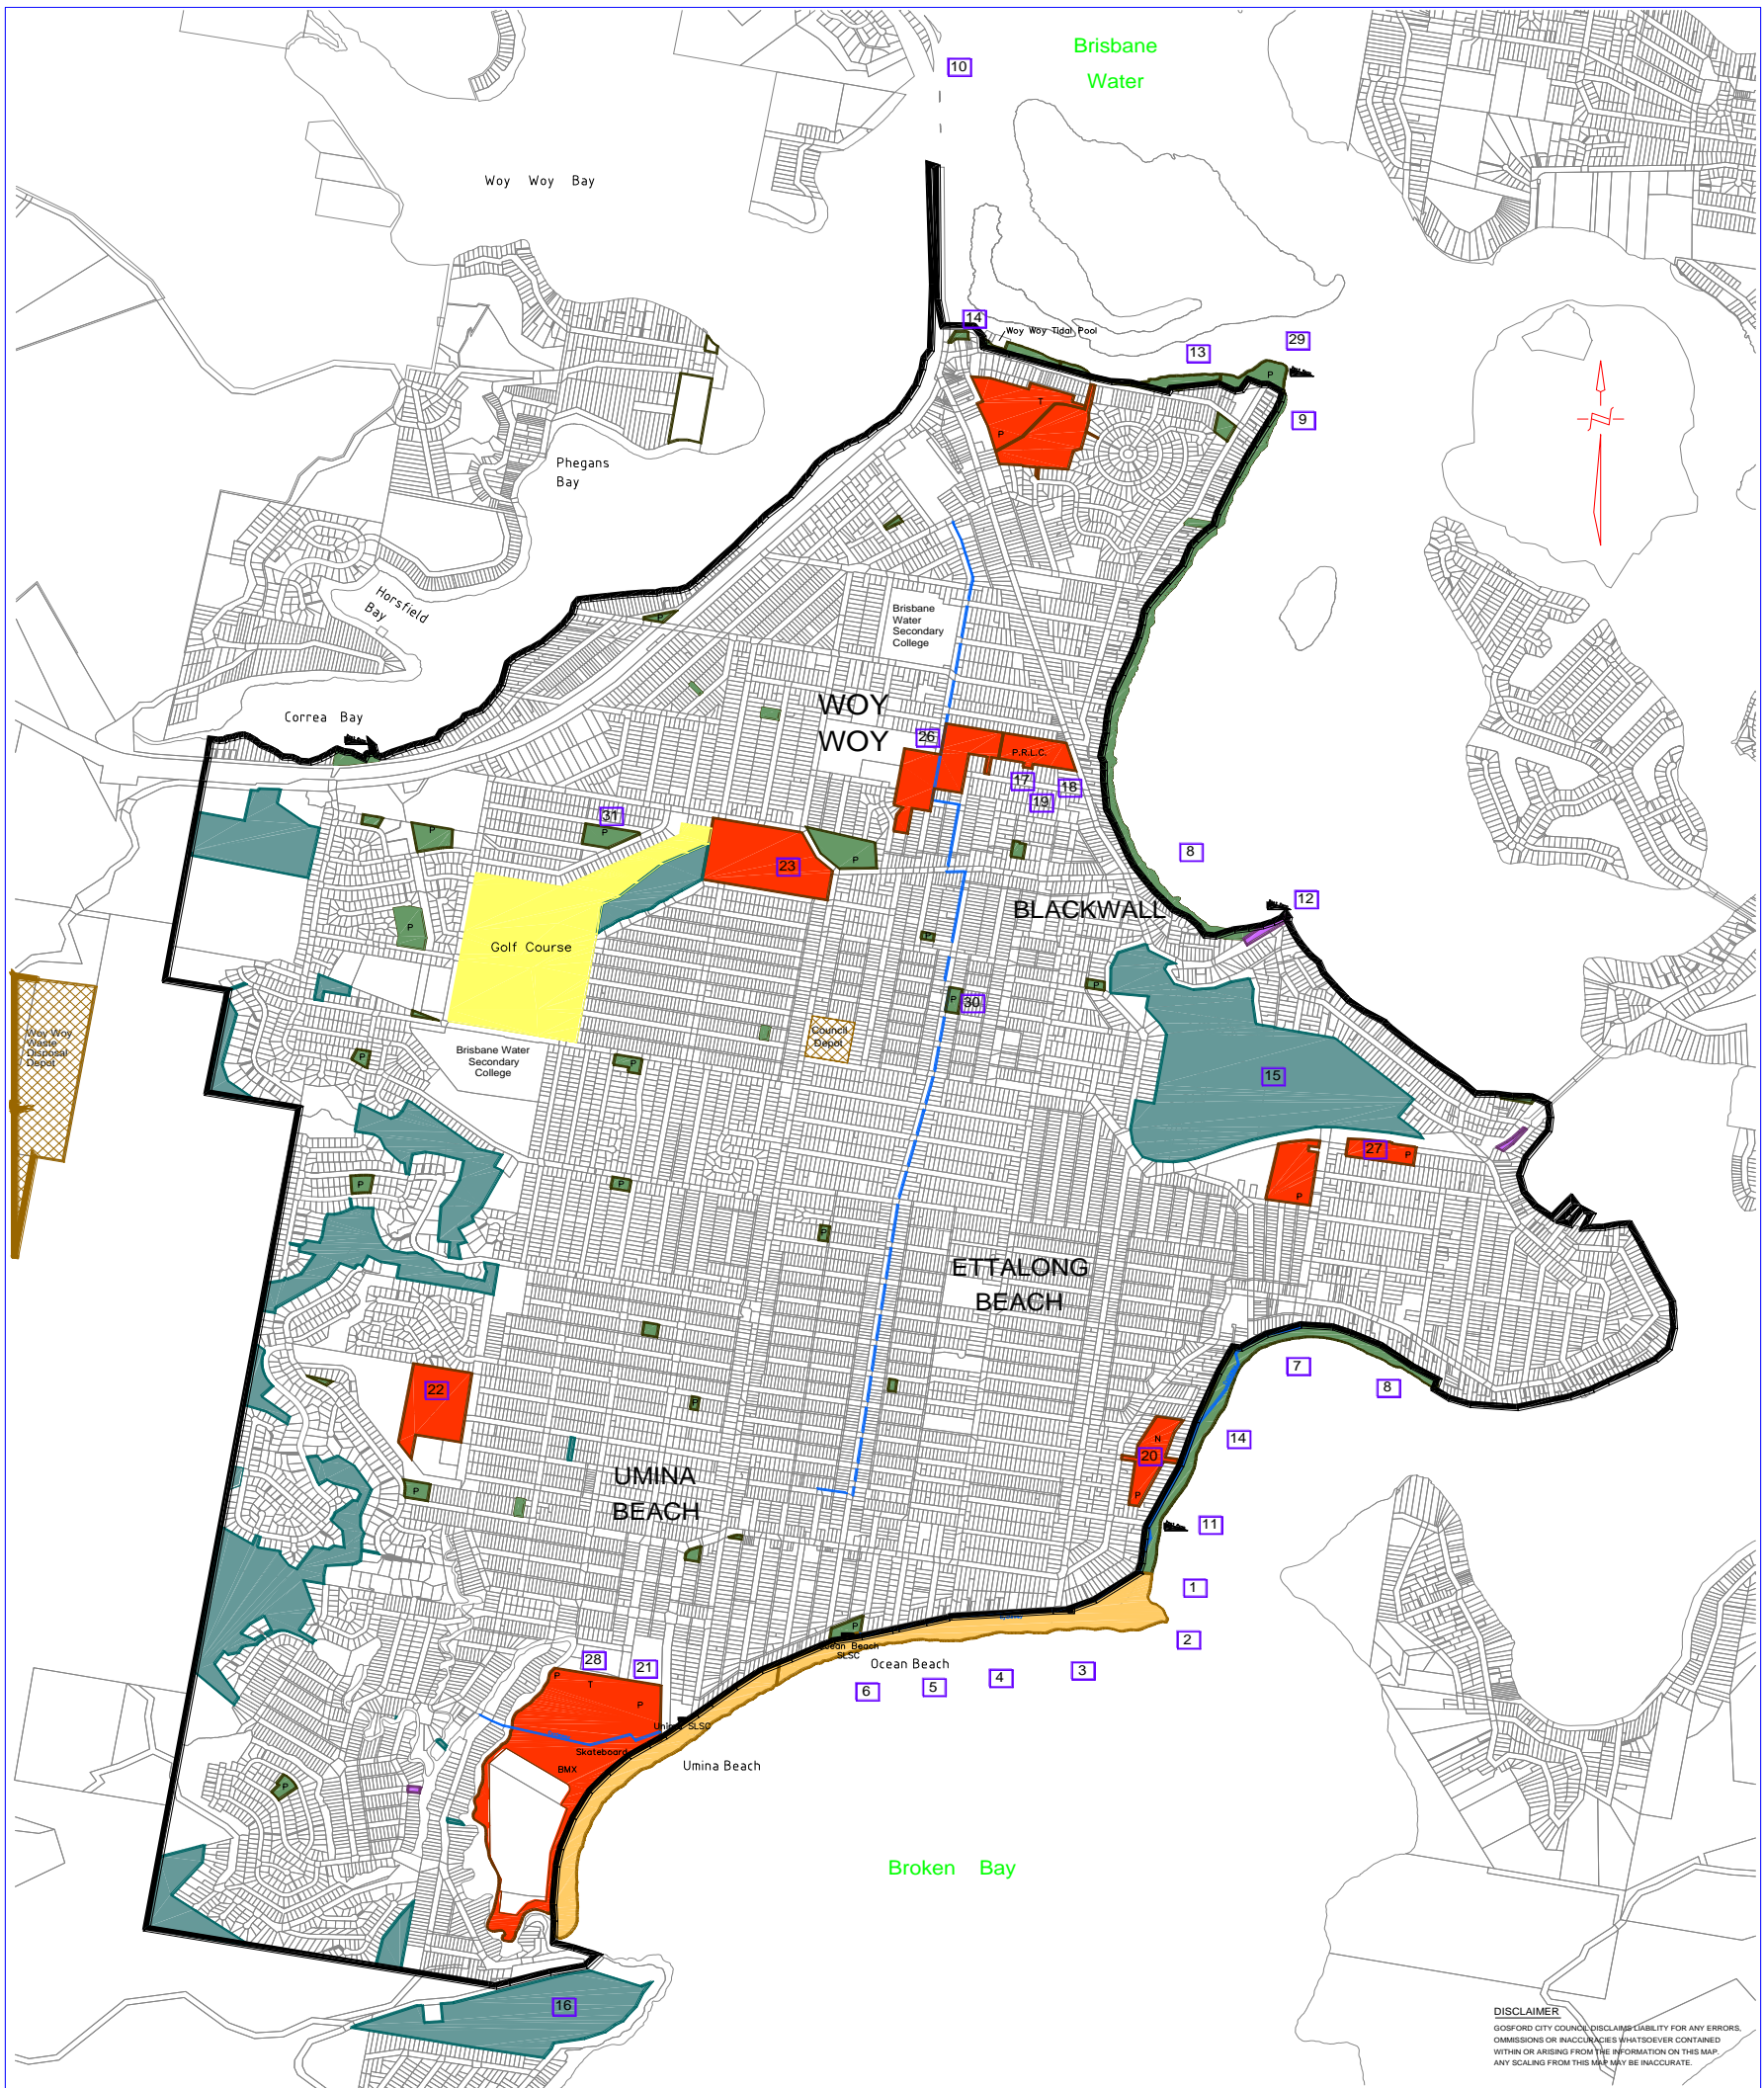 Brisbane
Water
10
Woy Woy Bay
14
Woy Woy Tidal Pool
13
29
P
9
T
P
Phegans
Bay
Horsfield
Bay
P
Brisbane
Water
Secondary
College
WOY
WOY
Correa Bay
26
P.R.L.C.
17
18
19
31
P
P
23
P
8
12
BLACKWALL
P
Golf Course
P
P
P
30
Woy Woy
Waste
Disposal
Depot
Council
Depot
Brisbane Water
Secondary
College
P
P
15
27
P
P
P
P
P
ETTALONG
BEACH
7
8
22
P
N
14
20
P
UMINA
BEACH
P
11
1
P
Ocean Beach
SLSC
2
Ocean Beach
28
21
P
T
P
6
5
4
3
Umina SLSC
Skateboard
BMX
Umina Beach
P
Broken Bay
16
DISCLAIMER
GOSFORD CITY COUNCIL DISCLAIMS LIABILITY FOR ANY ERRORS,
OMMISSIONS OR INACCURACIES WHATSOEVER CONTAINED
WITHIN OR ARISING FROM THE INFORMATION ON THIS MAP.
ANY SCALING FROM THIS MAP MAY BE INACCURATE.